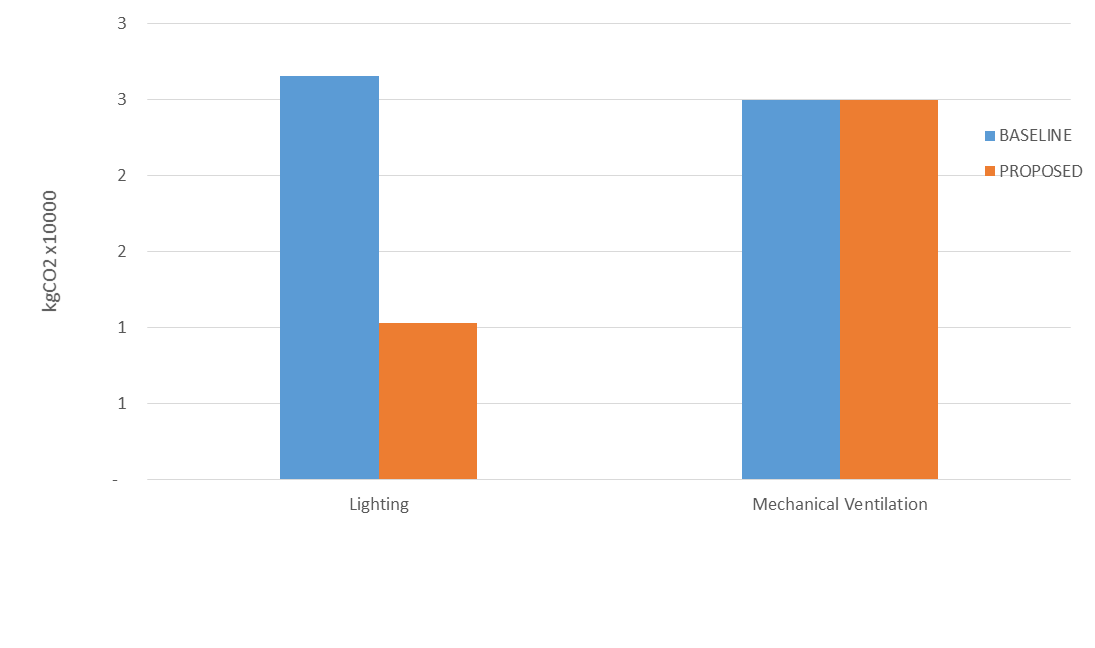 3
3
2
2
1
1
-
kgCO2 x10000
BASELINE
PROPOSED
Lighting
Mechanical Ventilation